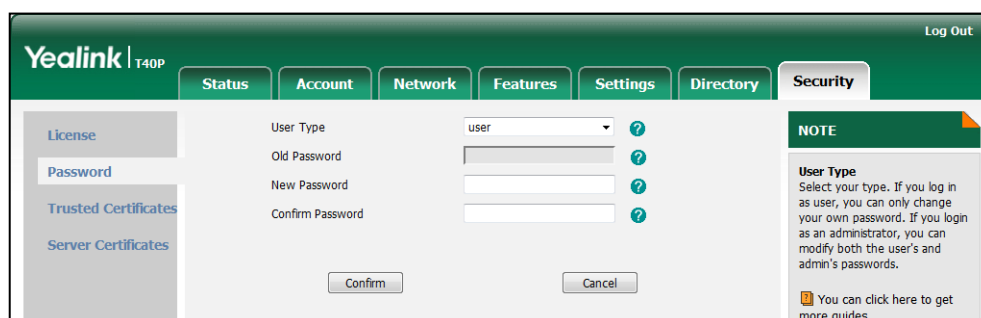 Log Out
Yealink T40P
Status Account Network Features Settings Directory Security
License
Password
Trusted Certificates
Server Certificates
User Type user ?
Old Password ?
New Password ?
Confirm Password ?
Confirm Cancel
NOTE
User Type
Select your type. If you log in
as user, you can only change
your own password. If you login
as an administrator, you can
modify both the user's and
admin's passwords.
? You can click here to get
more guides